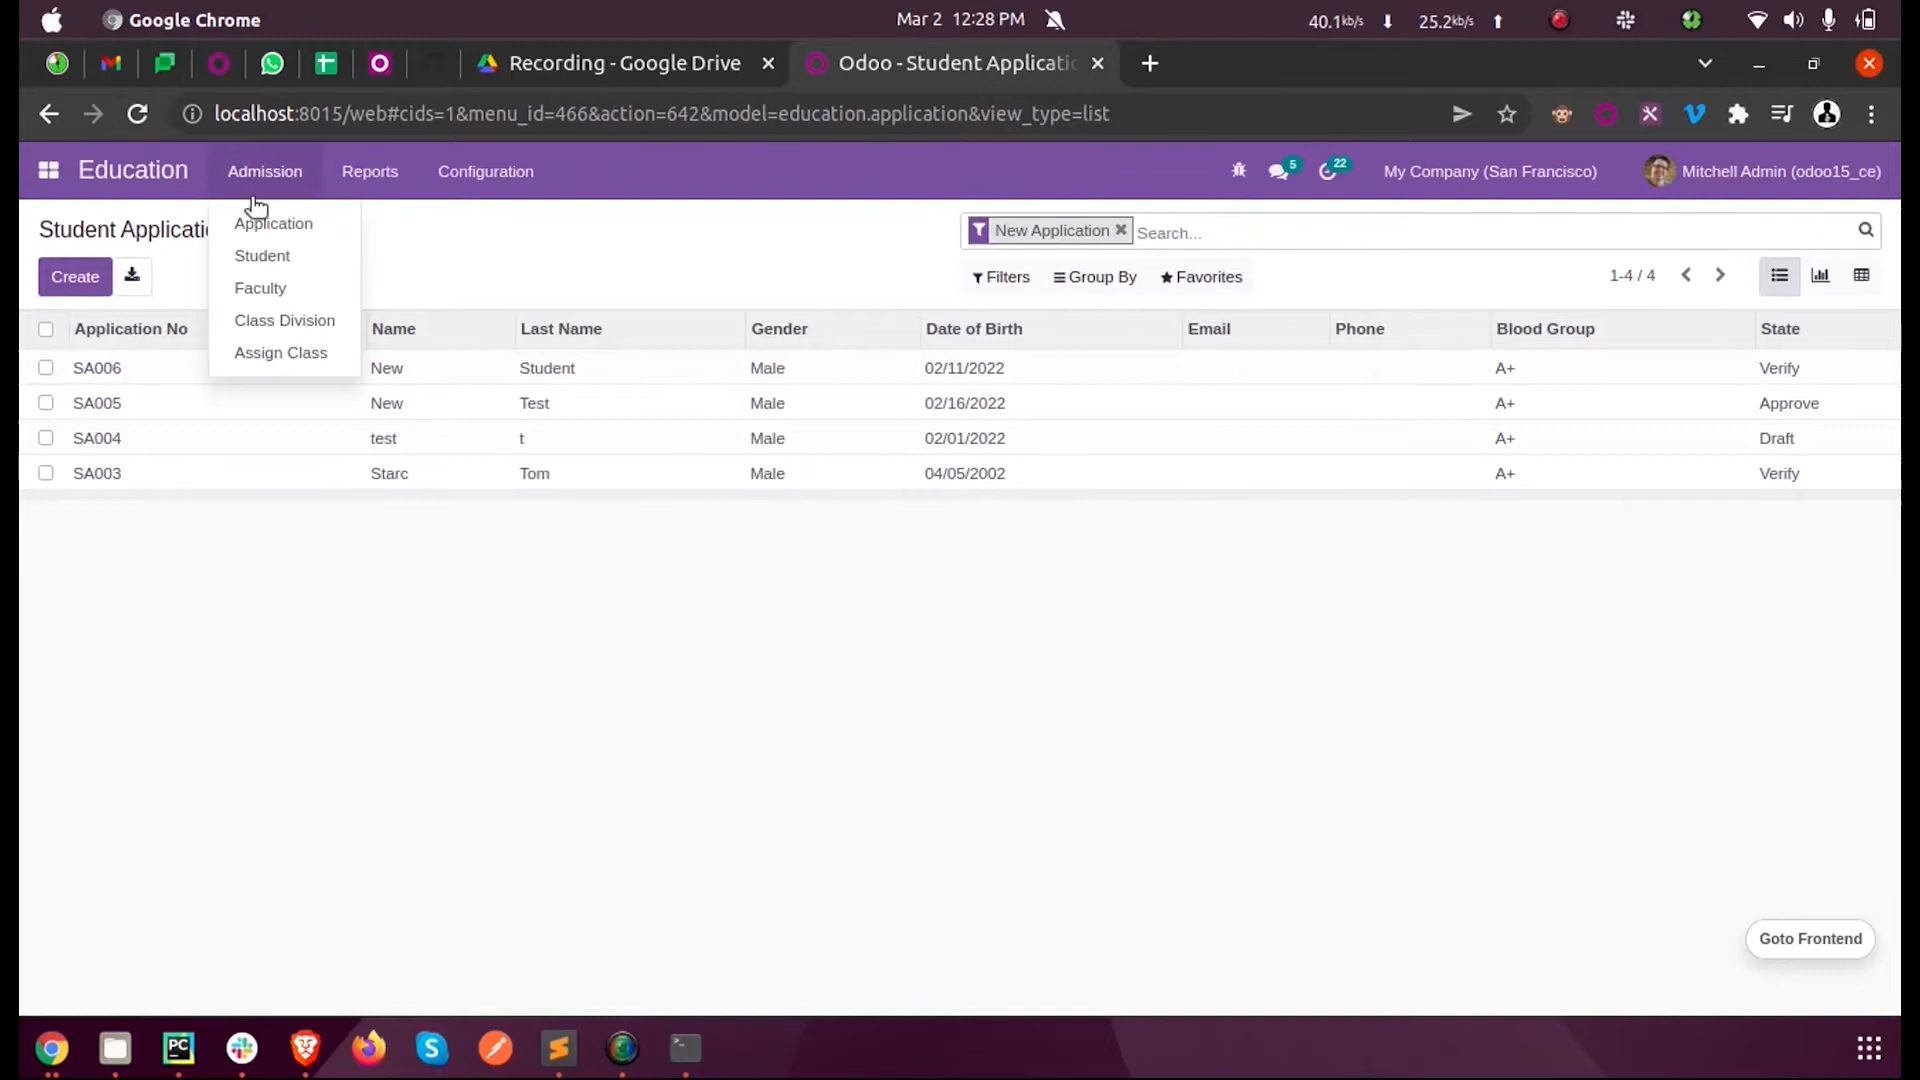 Google Chrome
Mar 2 12:28 PM
40.1kb/s
25.2kb/s
Recording - Google Drive
Odoo - Student Applicatic
localhost:8015/web#cids=1&menu_id=466&action=642&model=education.application&view_type=list
Education Admission Reports Configuration
5 22 My Company (San Francisco) Mitchell Admin (odoo15_ce)
Student Applicati
New Application Search...
Application
Student
Faculty
Class Division
Assign Class
Create
Filters Group By Favorites
1-4 / 4
Application No Name Last Name Gender Date of Birth Email Phone Blood Group State
SA006 New Student Male 02/11/2022 A+ Verify
SA005 New Test Male 02/16/2022 A+ Approve
SA004 test t Male 02/01/2022 A+ Draft
SA003 Starc Tom Male 04/05/2002 A+ Verify
Goto Frontend
PC